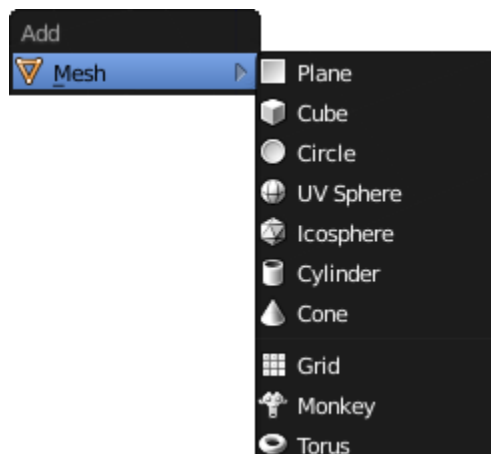 Add
Mesh
Plane
Cube
Circle
UV Sphere
Icosphere
Cylinder
Cone
Grid
Monkey
Torus